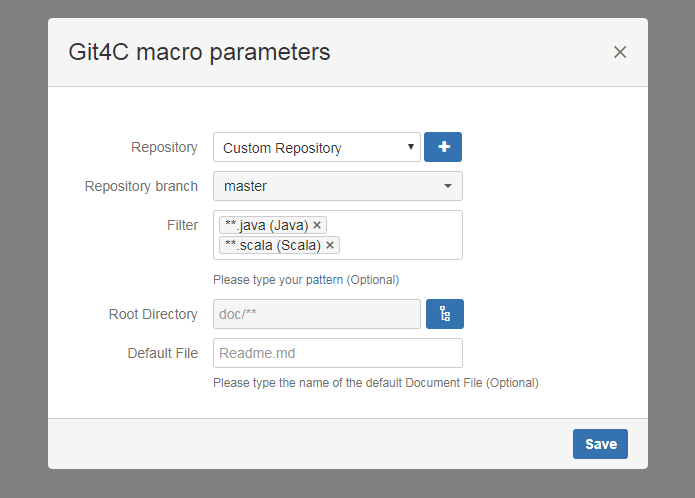 Git4C macro parameters
Repository
Custom Repository
Repository branch
master
Filter
**.java (Java) ×
**.scala (Scala) ×
Please type your pattern (Optional)
Root Directory
doc/**
Default File
Readme.md
Please type the name of the default Document File (Optional)
Save